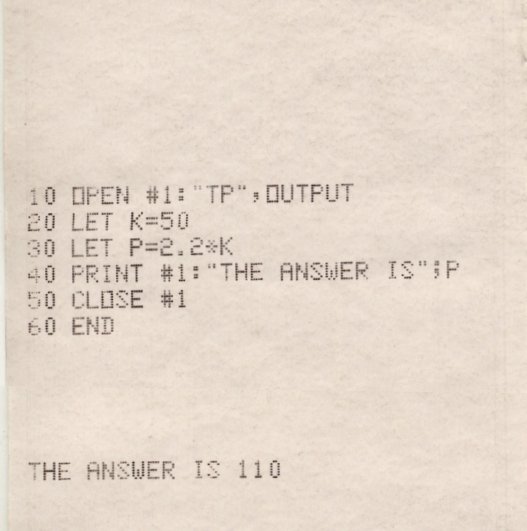 10 OPEN #1:"TP",OUTPUT
20 LET K=50
30 LET P=2.2*K
40 PRINT #1:"THE ANSWER IS";P
50 CLOSE #1
60 END
THE ANSWER IS 110